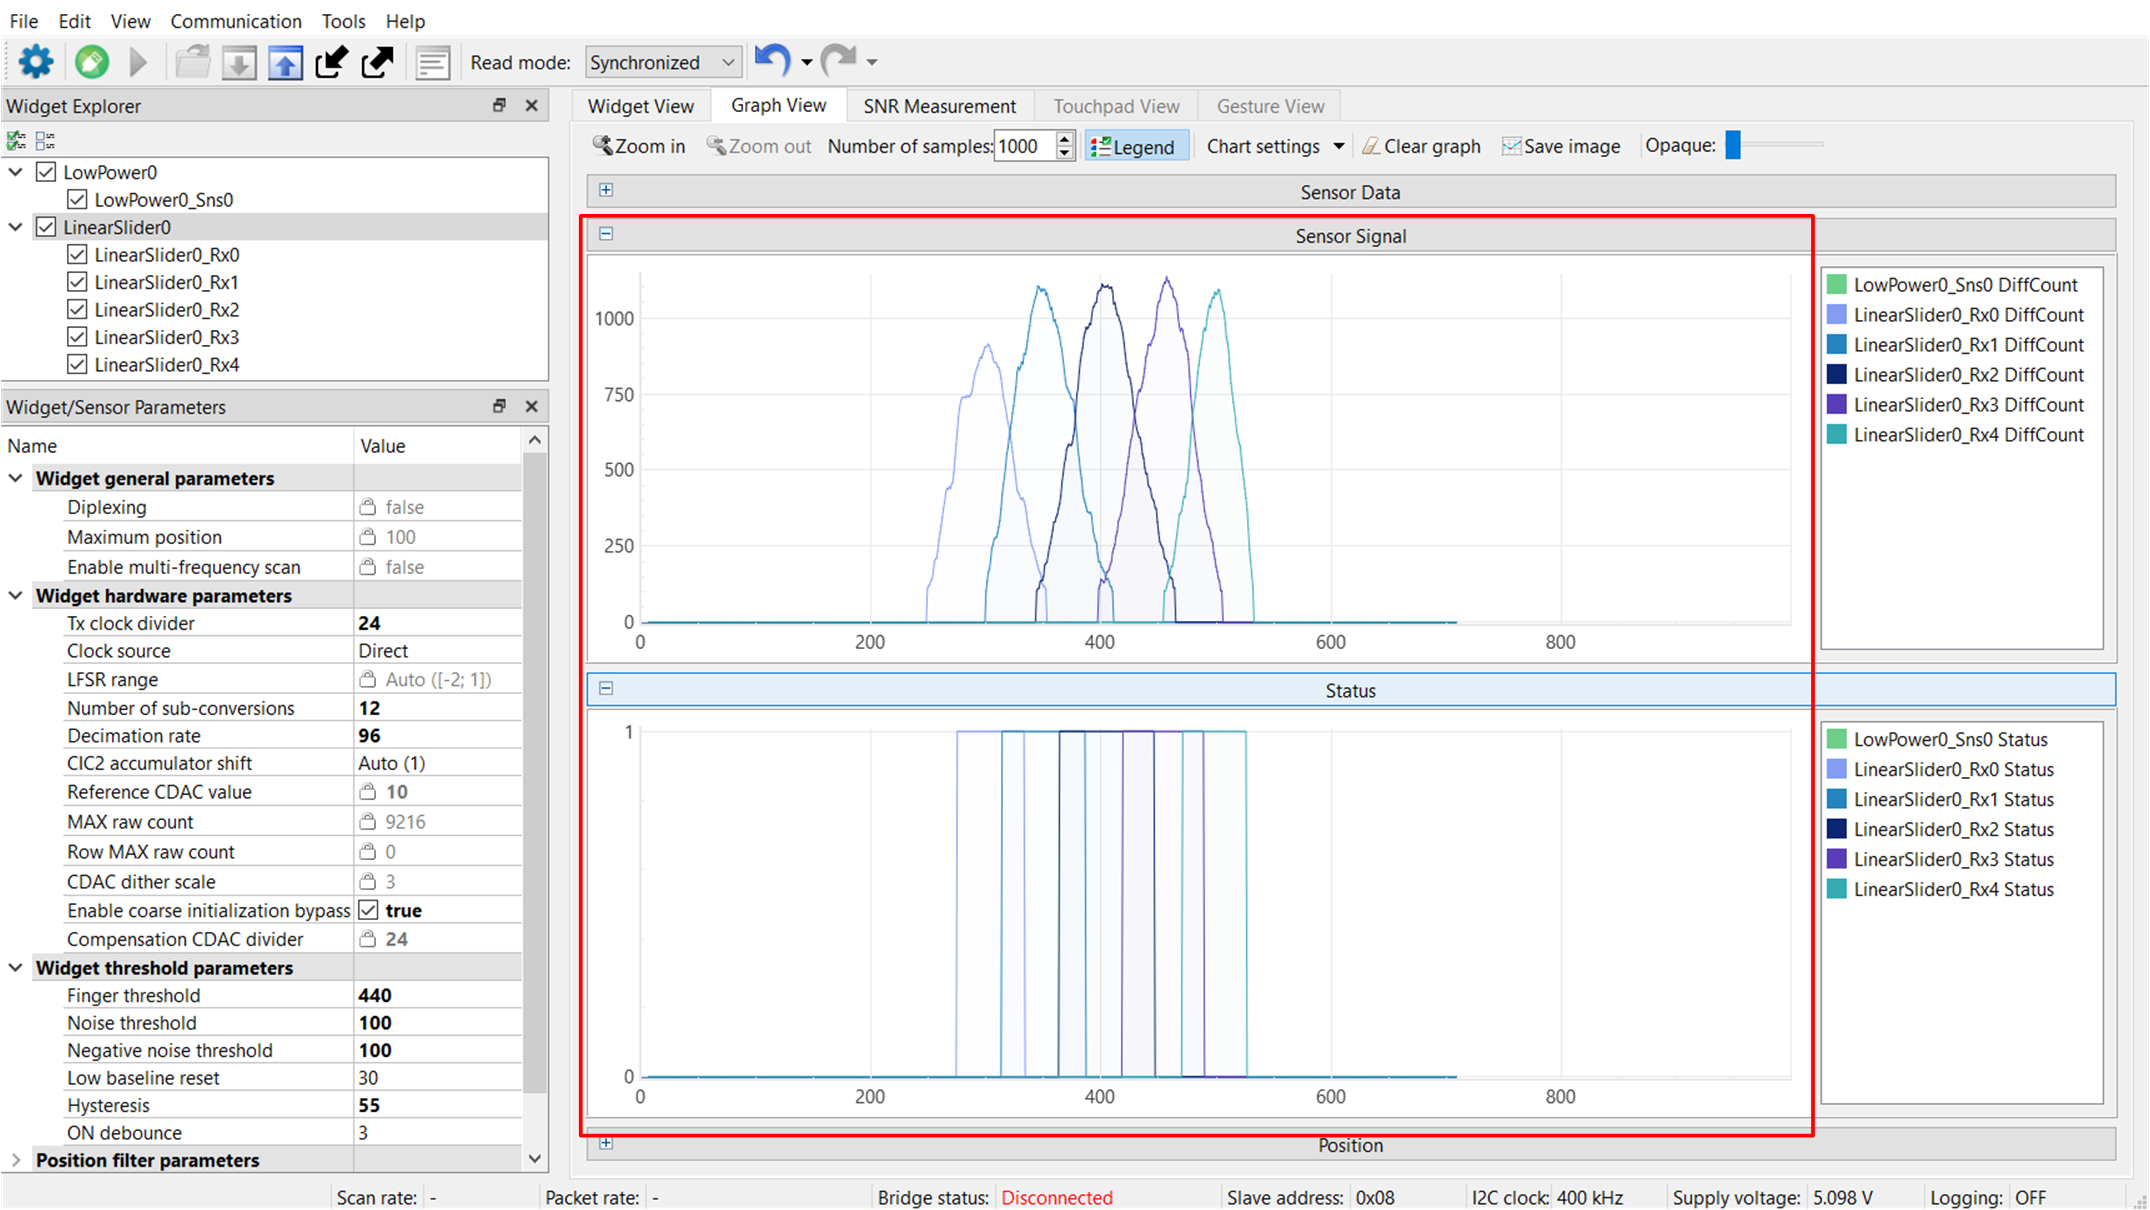 File Edit View Communication Tools Help
Read mode: Synchronized
Widget Explorer
LowPower0
LowPower0_Sns0
LinearSlider0
LinearSlider0_Rx0
LinearSlider0_Rx1
LinearSlider0_Rx2
LinearSlider0_Rx3
LinearSlider0_Rx4
Widget/Sensor Parameters
Name Value
Widget general parameters
Diplexing false
Maximum position 100
Enable multi-frequency scan false
Widget hardware parameters
Tx clock divider 24
Clock source Direct
LFSR range Auto ([-2; 1])
Number of sub-conversions 12
Decimation rate 96
CIC2 accumulator shift Auto (1)
Reference CDAC value 10
MAX raw count 9216
Row MAX raw count 0
CDAC dither scale 3
Enable coarse initialization bypass true
Compensation CDAC divider 24
Widget threshold parameters
Finger threshold 440
Noise threshold 100
Negative noise threshold 100
Low baseline reset 30
Hysteresis 55
ON debounce 3
Position filter parameters
Widget View Graph View SNR Measurement Touchpad View Gesture View
Zoom in Zoom out Number of samples: 1000 Legend Chart settings Clear graph Save image Opaque:
Sensor Data
Sensor Signal
1000
750
500
250
0
0 200 400 600 800
LowPower0_Sns0 DiffCount
LinearSlider0_Rx0 DiffCount
LinearSlider0_Rx1 DiffCount
LinearSlider0_Rx2 DiffCount
LinearSlider0_Rx3 DiffCount
LinearSlider0_Rx4 DiffCount
Status
1
0
0 200 400 600 800
LowPower0_Sns0 Status
LinearSlider0_Rx0 Status
LinearSlider0_Rx1 Status
LinearSlider0_Rx2 Status
LinearSlider0_Rx3 Status
LinearSlider0_Rx4 Status
Position
Scan rate: - Packet rate: - Bridge status: Disconnected Slave address: 0x08 I2C clock: 400 kHz Supply voltage: 5.098 V Logging: OFF